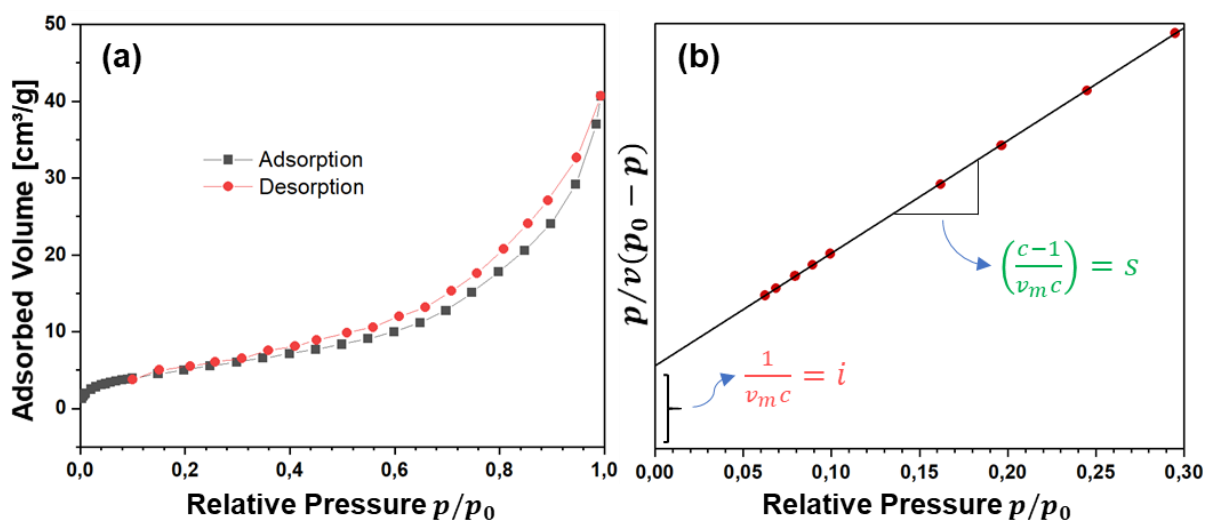 (a)
Adsorbed Volume [cm³/g]
50
40
30
20
10
0
Adsorption
Desorption
0,0 0,2 0,4 0,6 0,8 1,0
Relative Pressure p/p₀
(b)
p/v(p₀ − p)
(c−1 / vₘc) = s
1 / vₘc = i
0,00 0,05 0,10 0,15 0,20 0,25 0,30
Relative Pressure p/p₀